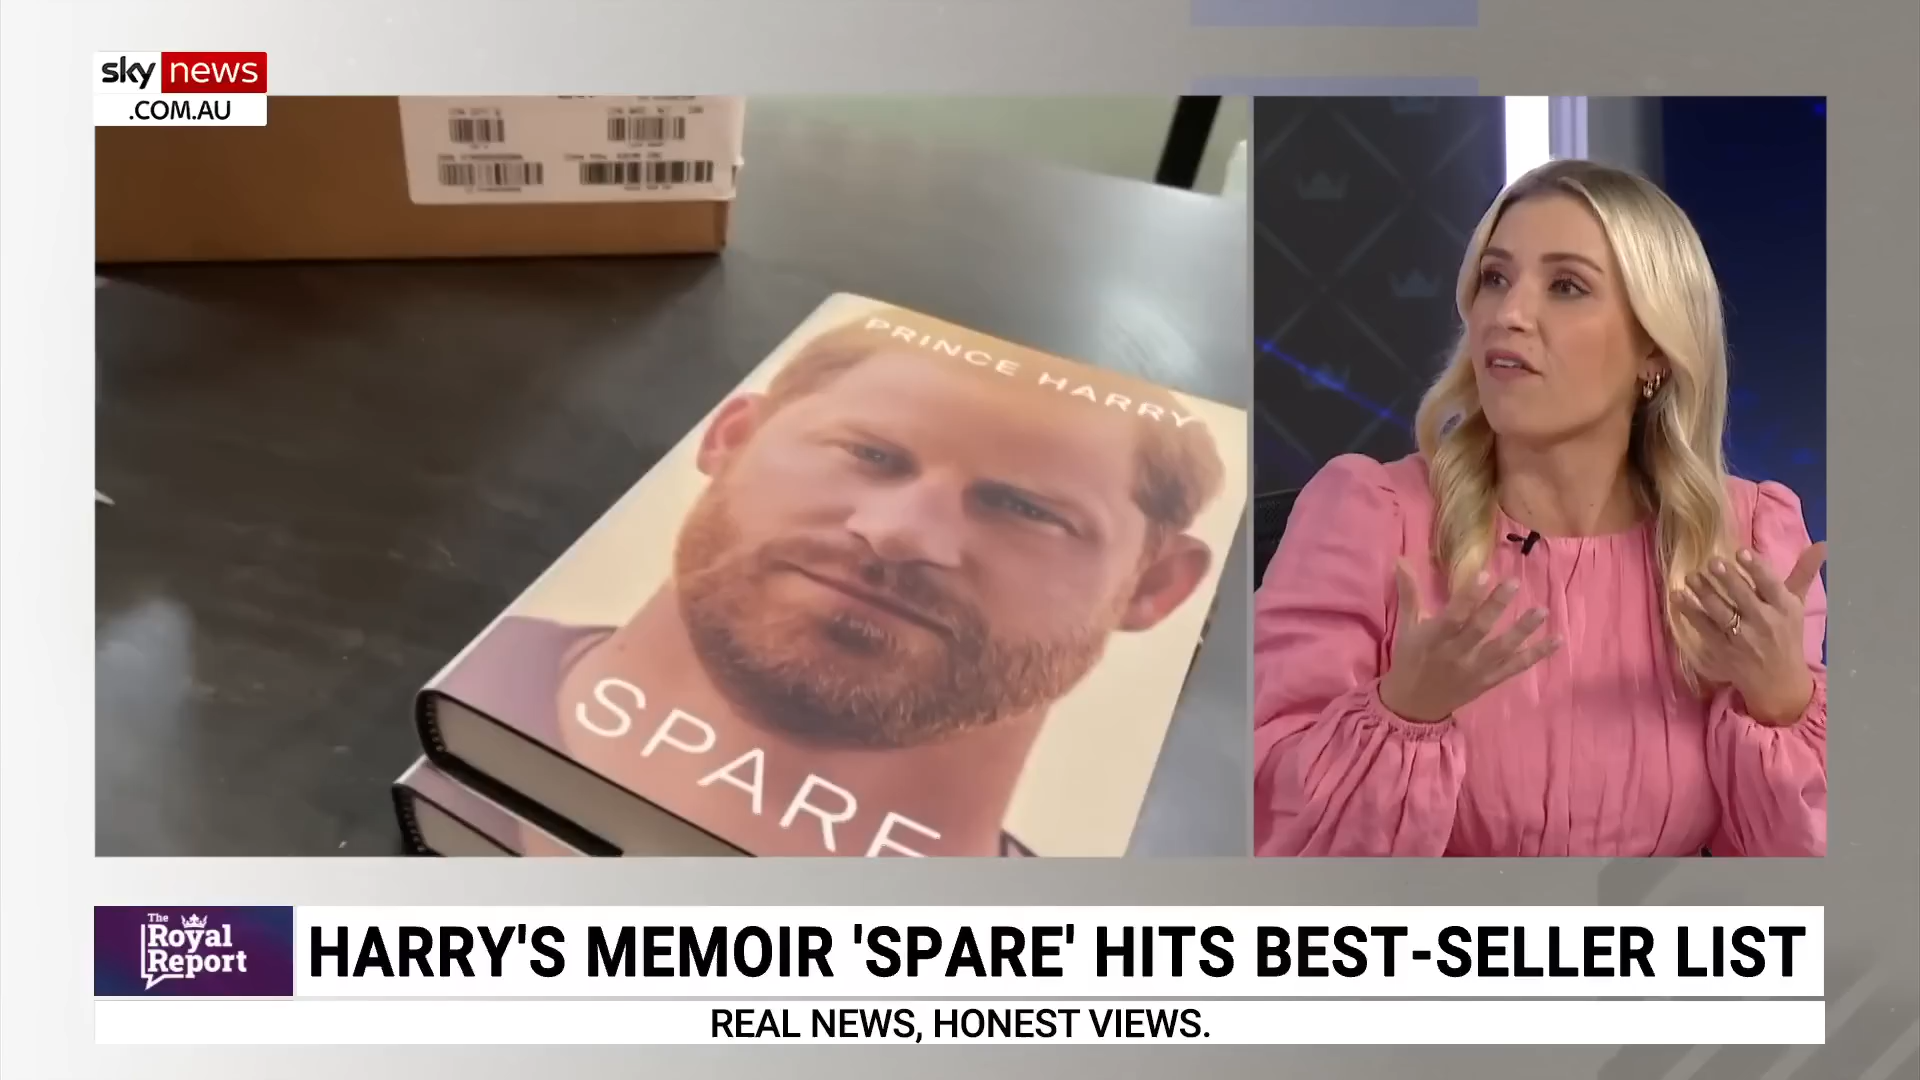 sky news
.COM.AU
PRINCE HARRY
SPARE
The
Royal
Report
HARRY'S MEMOIR 'SPARE' HITS BEST-SELLER LIST
REAL NEWS, HONEST VIEWS.